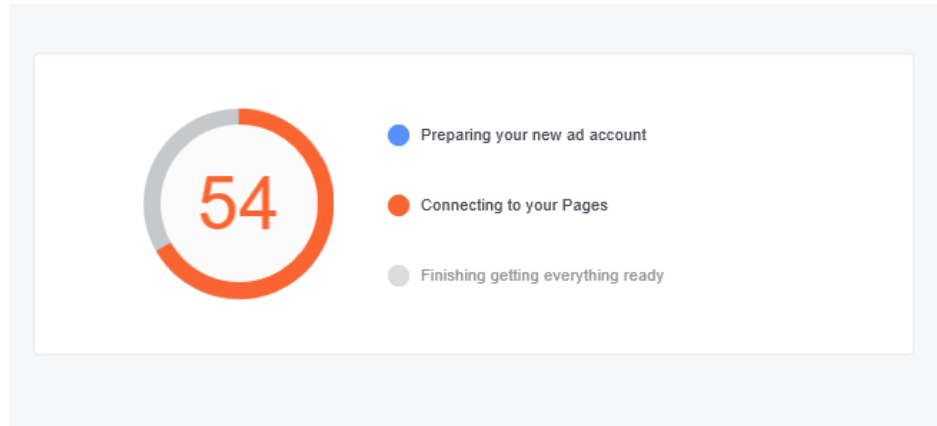 54
Preparing your new ad account
Connecting to your Pages
Finishing getting everything ready